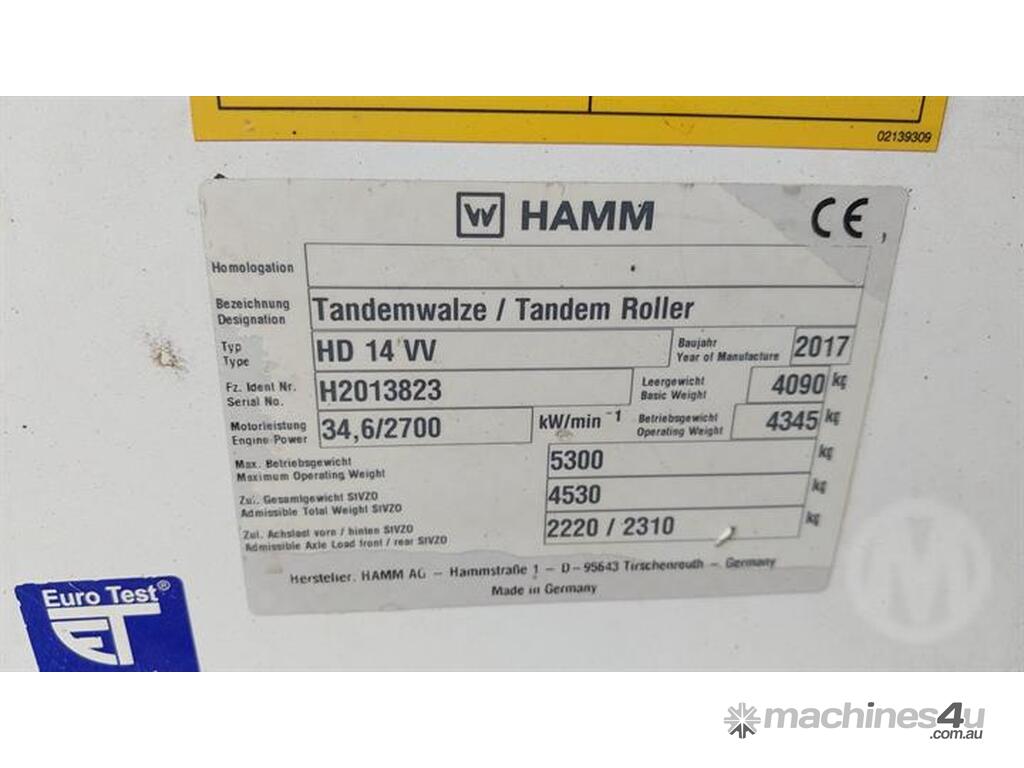 02139309
W HAMM CE
Homologation
Bezeichnung
Designation
Tandemwalze / Tandem Roller
Typ
Type
HD 14 VV
Baujahr
Year of Manufacture
2017
Fz. Ident Nr.
Serial No.
H2013823
Leergewicht
Basic Weight
4090 kg
Motorleistung
Engine Power
34,6/2700 kW/min⁻¹
Betriebsgewicht
Operating Weight
4345 kg
Max. Betriebsgewicht
Maximum Operating Weight
5300 kg
Zul. Gesamtgewicht StVZO
Admissible Total Weight StVZO
4530 kg
Zul. Achslast vorn / hinten StVZO
Admissible Axle Load front / rear StVZO
2220 / 2310 kg
Hersteller. HAMM AG – Hammstraße 1 – D-95643 Tirschenreuth – Germany
Made in Germany
Euro Test®
ET
machines4u
.com.au